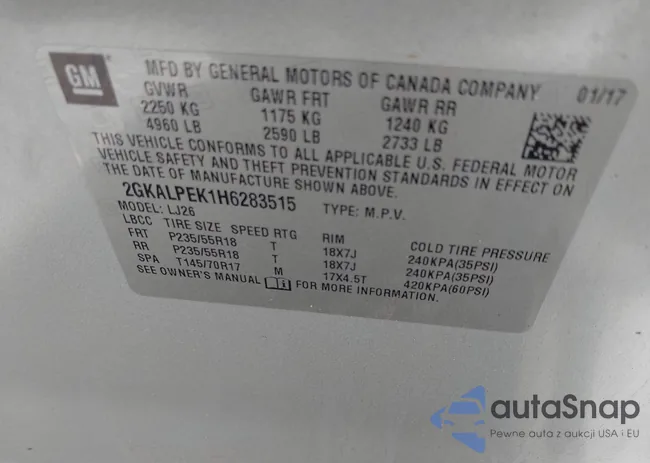 GM
MFD BY GENERAL MOTORS OF CANADA COMPANY 01/17
GVWR GAWR FRT GAWR RR
2250 KG 1175 KG 1240 KG
4960 LB 2590 LB 2733 LB
THIS VEHICLE CONFORMS TO ALL APPLICABLE U.S. FEDERAL MOTOR
VEHICLE SAFETY AND THEFT PREVENTION STANDARDS IN EFFECT ON
THE DATE OF MANUFACTURE SHOWN ABOVE.
2GKALPEK1H6283515 TYPE: M.P.V.
MODEL: LJ26
LBCC TIRE SIZE SPEED RTG RIM COLD TIRE PRESSURE
FRT P235/55R18 T 18X7J 240KPA(35PSI)
RR P235/55R18 T 18X7J 240KPA(35PSI)
SPA T145/70R17 M 17X4.5T 420KPA(60PSI)
SEE OWNER'S MANUAL FOR MORE INFORMATION.
autaSnap
Pewne auta z aukcji USA i EU